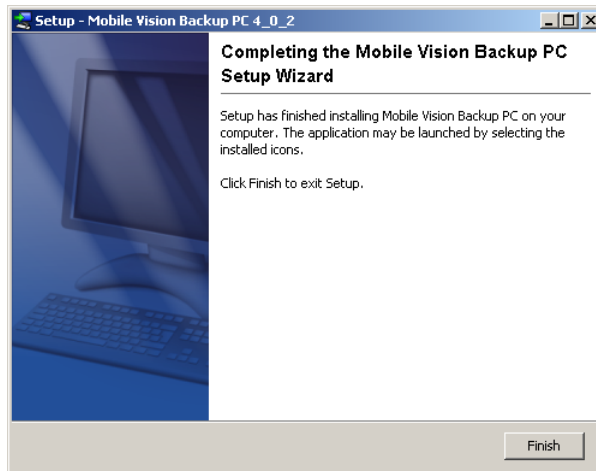 Setup - Mobile Vision Backup PC 4_0_2
Completing the Mobile Vision Backup PC
Setup Wizard
Setup has finished installing Mobile Vision Backup PC on your
computer. The application may be launched by selecting the
installed icons.
Click Finish to exit Setup.
Finish